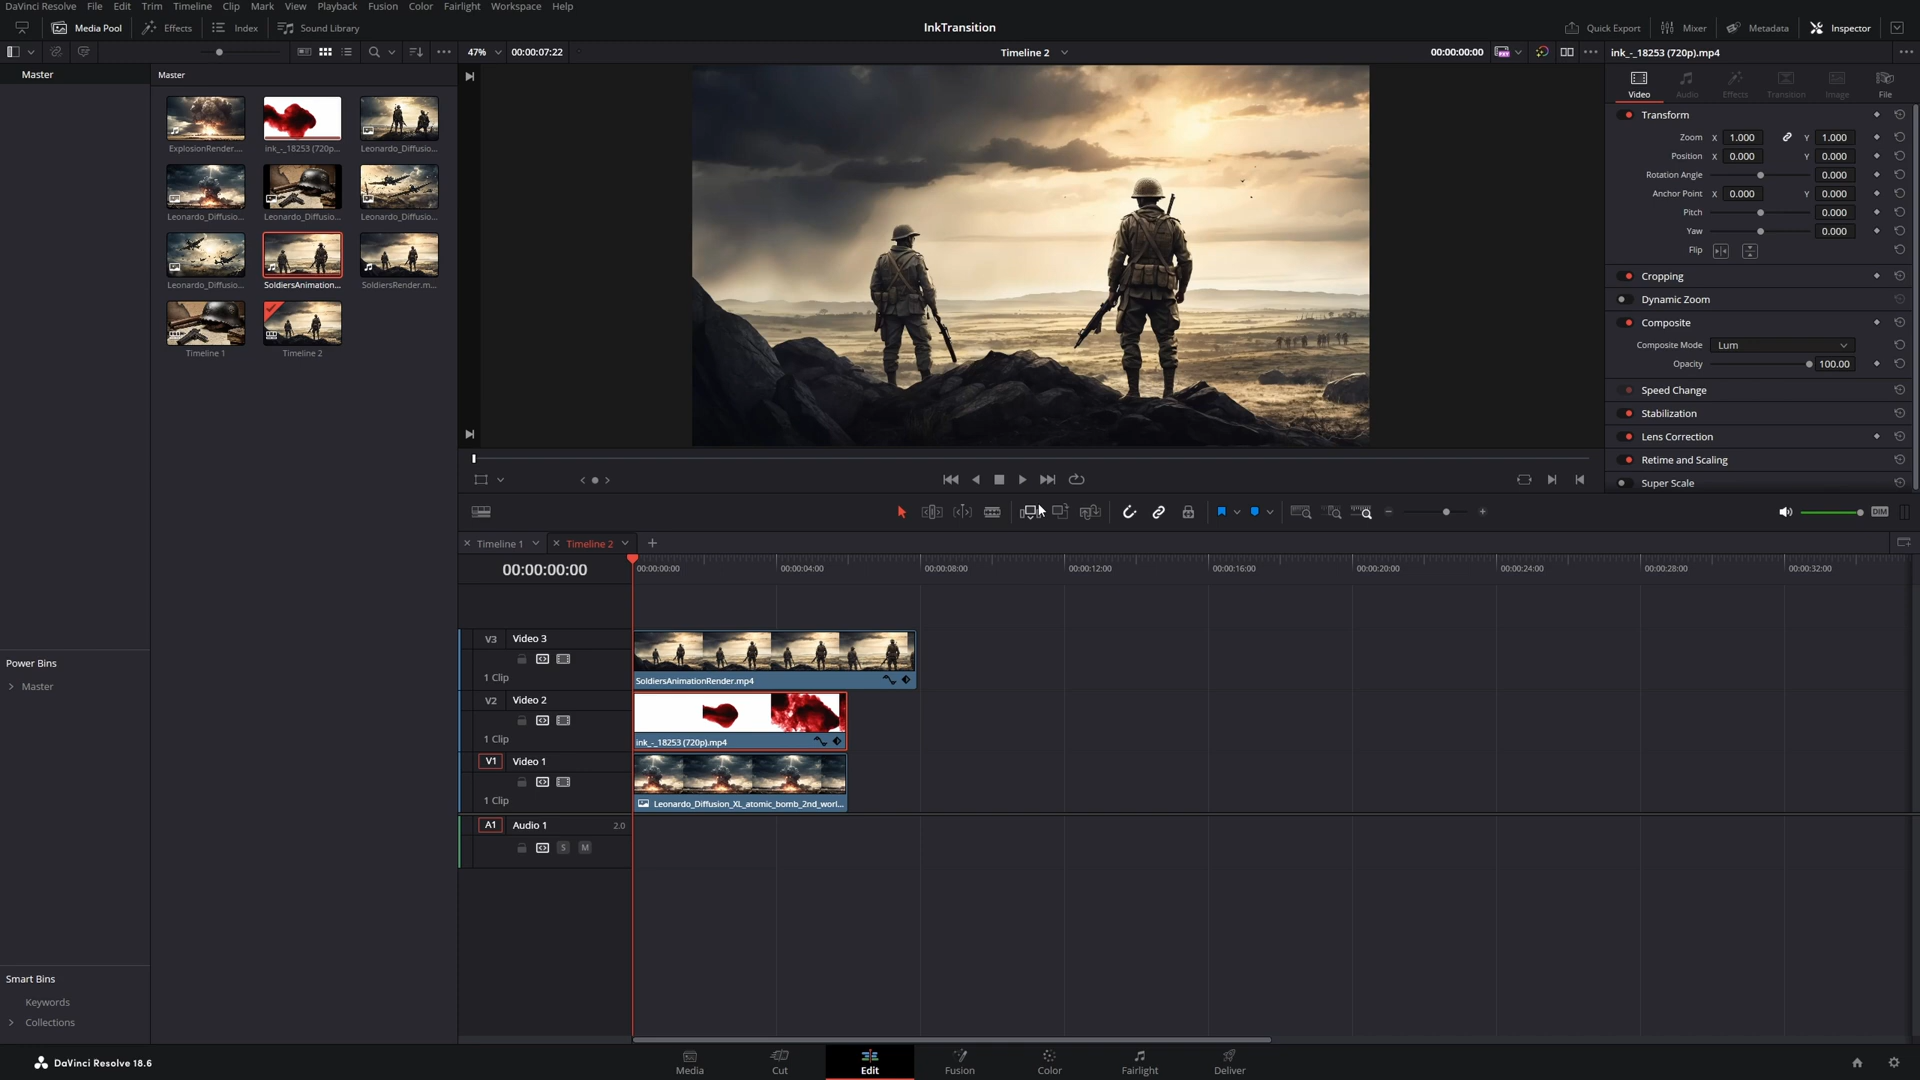 DaVinci Resolve File Edit Trim Timeline Clip Mark View Playback Fusion Color Fairlight Workspace Help
Media Pool Effects Index Sound Library InkTransition Quick Export Mixer Metadata Inspector
47% 00:00:07:22 Timeline 2 00:00:00:00 ink_-_18253 (720p).mp4
Master Master
Video Audio Effects Transition Image File
ExplosionRender.... ink_-_18253 (720p... Leonardo_Diffusio...
Leonardo_Diffusio... Leonardo_Diffusio... Leonardo_Diffusio...
Leonardo_Diffusio... SoldiersAnimation... SoldiersRender.m...
Timeline 1 Timeline 2
Transform
Zoom X 1.000 Y 1.000
Position X 0.000 Y 0.000
Rotation Angle 0.000
Anchor Point X 0.000 Y 0.000
Pitch 0.000
Yaw 0.000
Flip
Cropping
Dynamic Zoom
Composite
Composite Mode Lum
Opacity 100.00
Speed Change
Stabilization
Lens Correction
Retime and Scaling
Super Scale
DIM
Timeline 1 Timeline 2
00:00:00:00 00:00:00:00 00:00:04:00 00:00:08:00 00:00:12:00 00:00:16:00 00:00:20:00 00:00:24:00 00:00:28:00 00:00:32:00
V3 Video 3
1 Clip SoldiersAnimationRender.mp4
V2 Video 2
1 Clip ink_-_18253 (720p).mp4
V1 Video 1
1 Clip Leonardo_Diffusion_XL_atomic_bomb_2nd_worl...
A1 Audio 1 2.0
S M
Power Bins
Master
Smart Bins
Keywords
Collections
DaVinci Resolve 18.6
Media Cut Edit Fusion Color Fairlight Deliver